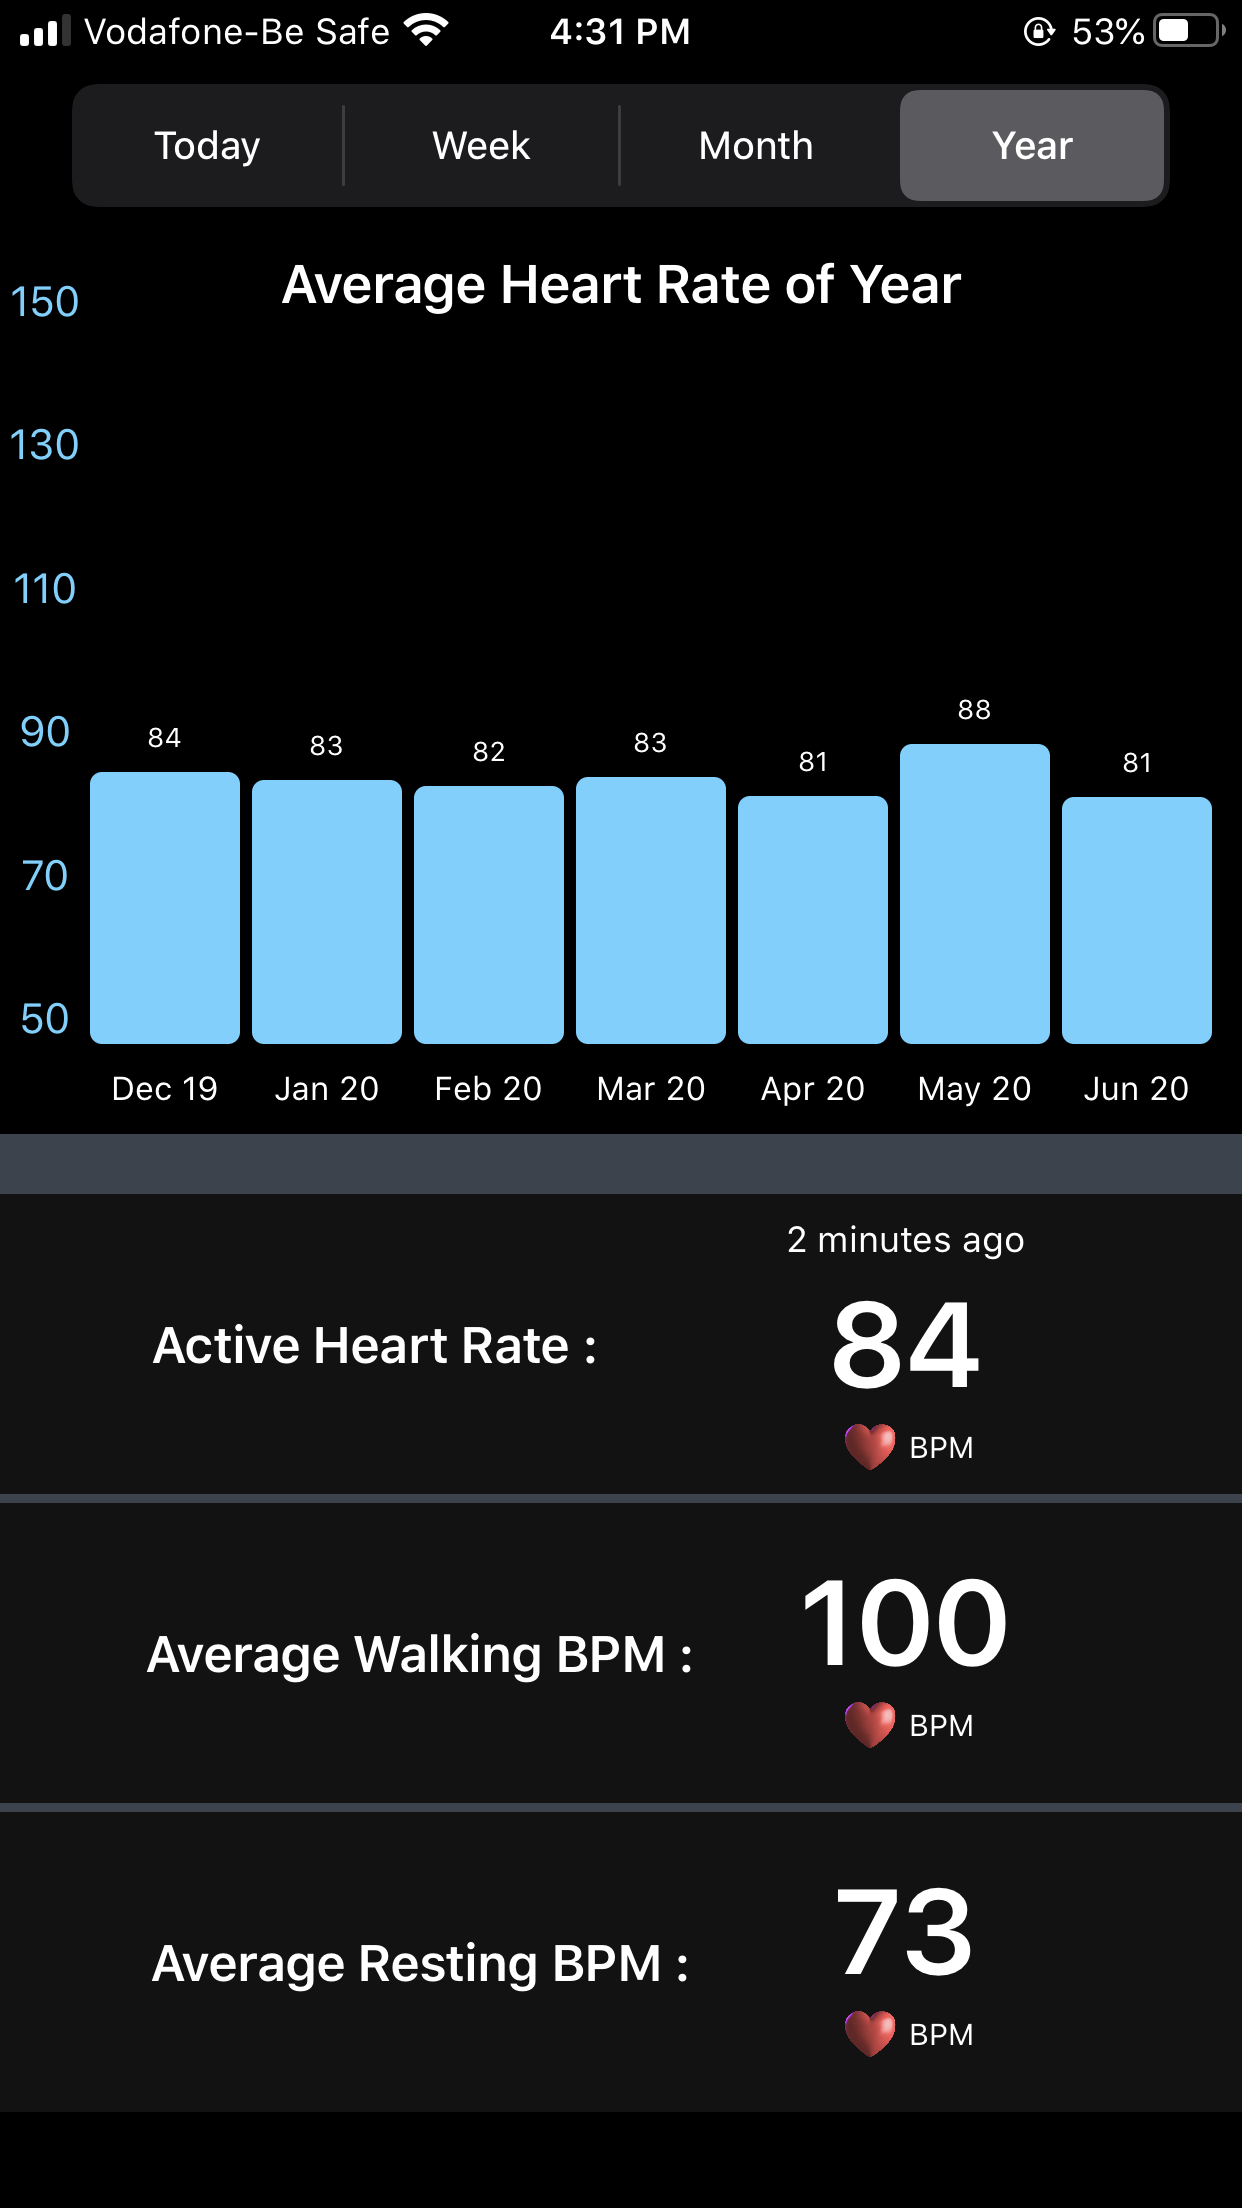 Vodafone-Be Safe 4:31 PM 53%
Today Week Month Year
Average Heart Rate of Year
150
130
110
90
70
50
84 83 82 83 81 88 81
Dec 19 Jan 20 Feb 20 Mar 20 Apr 20 May 20 Jun 20
2 minutes ago
Active Heart Rate : 84
BPM
Average Walking BPM : 100
BPM
Average Resting BPM : 73
BPM